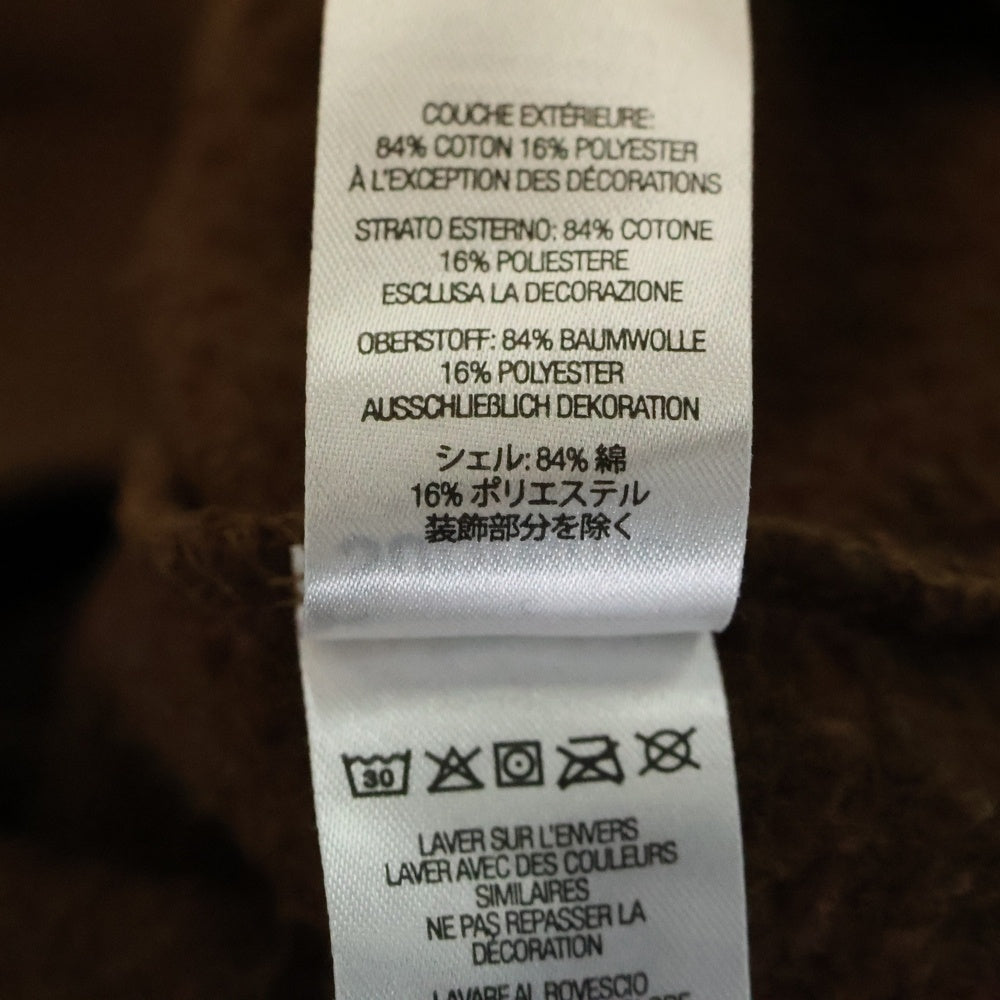 COUCHE EXTÉRIEURE:
84% COTON 16% POLYESTER
À L'EXCEPTION DES DÉCORATIONS
STRATO ESTERNO: 84% COTONE
16% POLIESTERE
ESCLUSA LA DECORAZIONE
OBERSTOFF: 84% BAUMWOLLE
16% POLYESTER
AUSSCHLIEßLICH DEKORATION
シェル: 84% 綿
16% ポリエステル
装飾部分を除く
30
LAVER SUR L'ENVERS
LAVER AVEC DES COULEURS
SIMILAIRES
NE PAS REPASSER LA
DÉCORATION
LAVARE AL ROVESCIO